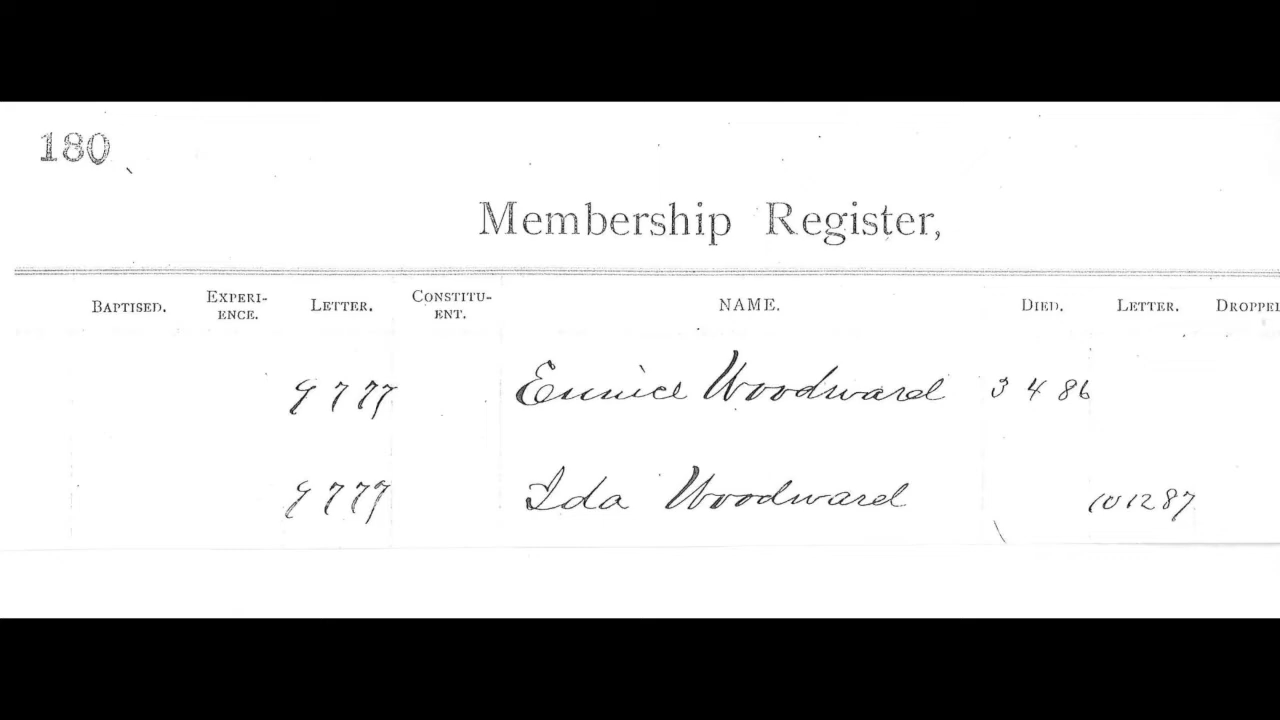 180
Membership Register,
BAPTISED. EXPERI- LETTER. CONSTITU- NAME. DIED. LETTER. DROPPED
ENCE. ENT.
9 7 77 Eunice Woodward 3 4 86
9 7 77 Ida Woodward 10 12 87